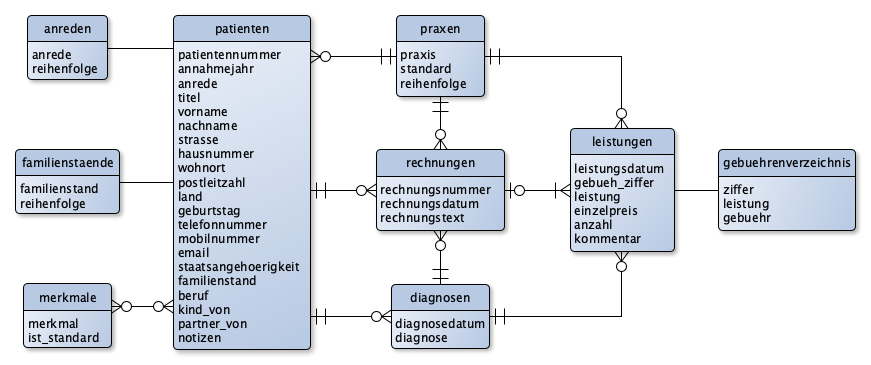 anreden
anrede
reihenfolge
patienten
patientennummer
annahmejahr
anrede
titel
vorname
nachname
strasse
hausnummer
wohnort
postleitzahl
land
geburtstag
telefonnummer
mobilnummer
email
staatsangehoerigkeit
familienstand
beruf
kind_von
partner_von
notizen
praxen
praxis
standard
reihenfolge
familienstaende
familienstand
reihenfolge
rechnungen
rechnungsnummer
rechnungsdatum
rechnungstext
leistungen
leistungsdatum
gebueh_ziffer
leistung
einzelpreis
anzahl
kommentar
gebuehrenverzeichnis
ziffer
leistung
gebuehr
merkmale
merkmal
ist_standard
diagnosen
diagnosedatum
diagnose